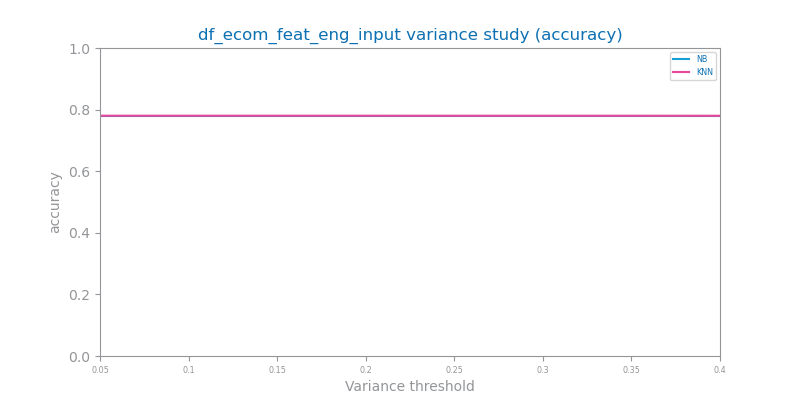 df_ecom_feat_eng_input variance study (accuracy)
1.0
NB
KNN
0.8
0.6
accuracy
0.4
0.2
0.0
0.05 0.1 0.15 0.2 0.25 0.3 0.35 0.4
Variance threshold